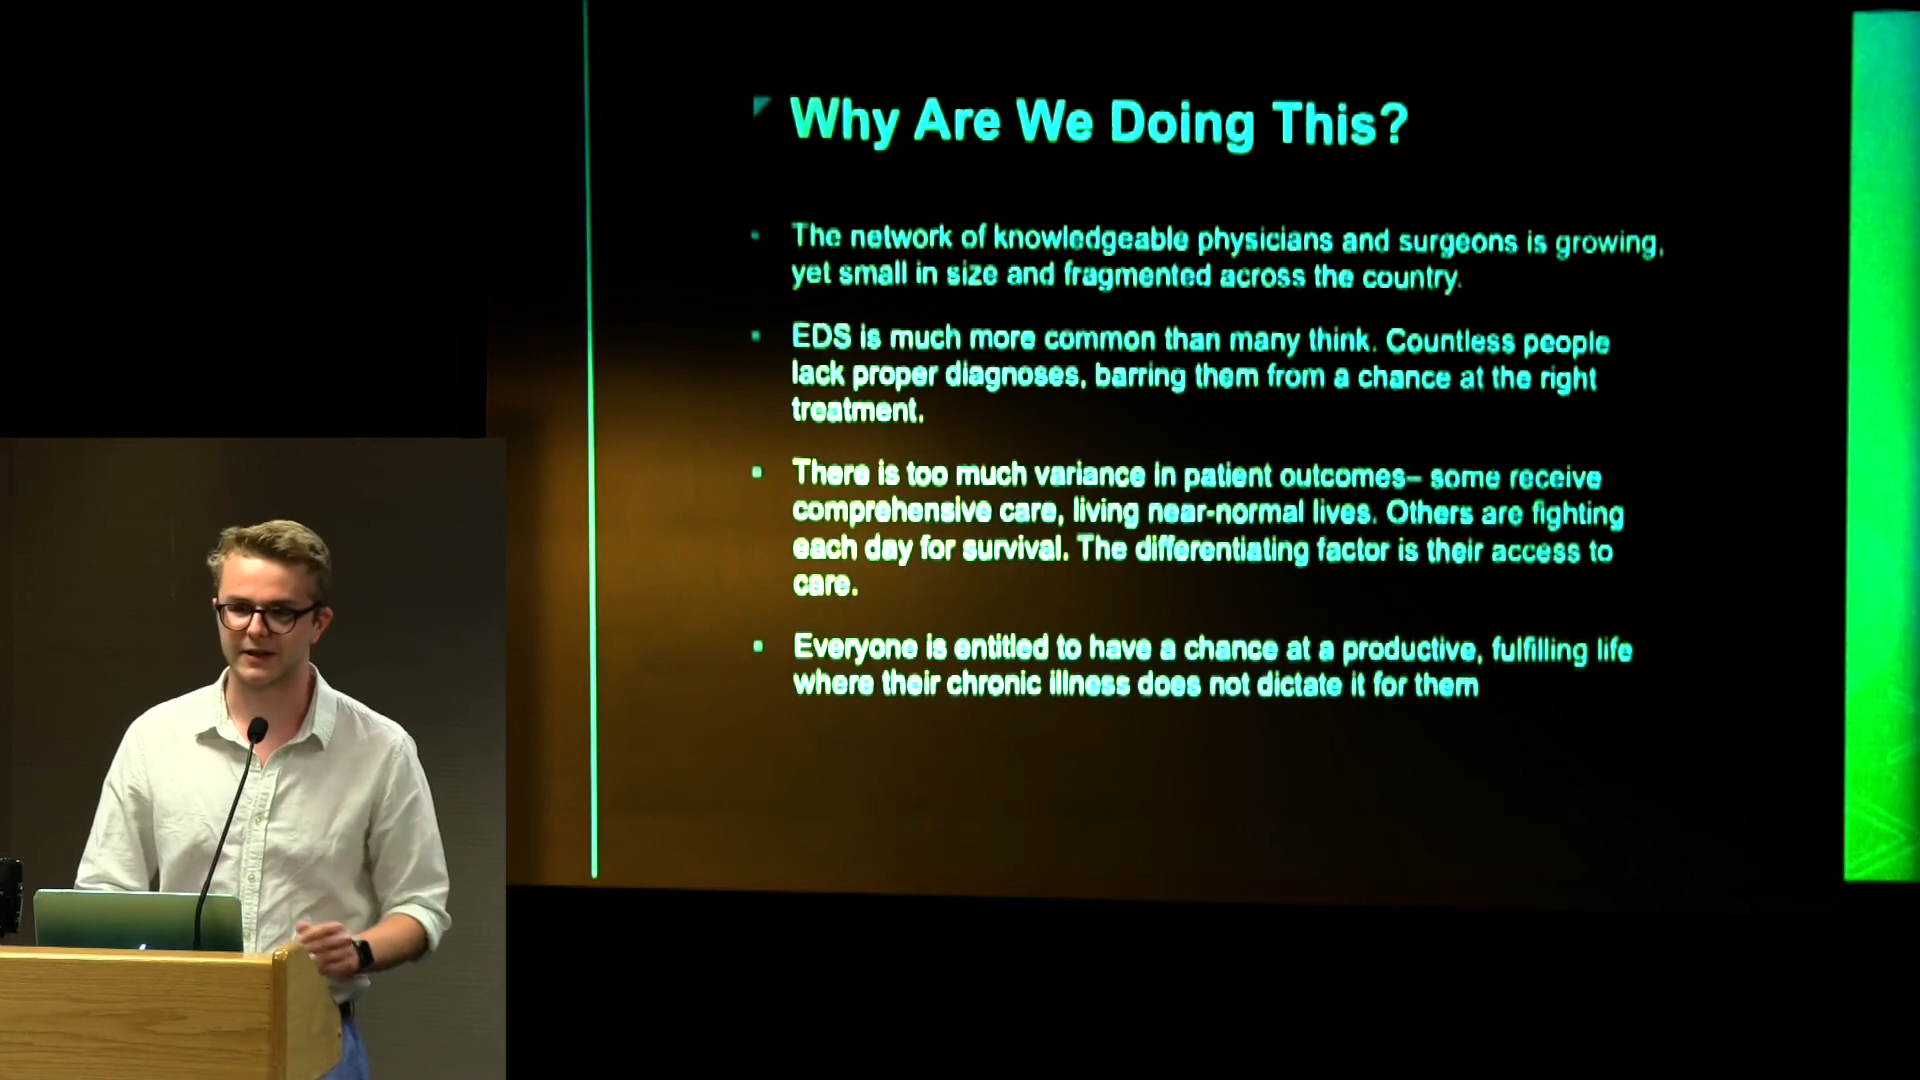 Why Are We Doing This?
The network of knowledgeable physicians and surgeons is growing,
yet small in size and fragmented across the country.
EDS is much more common than many think. Countless people
lack proper diagnoses, barring them from a chance at the right
treatment.
There is too much variance in patient outcomes– some receive
comprehensive care, living near-normal lives. Others are fighting
each day for survival. The differentiating factor is their access to
care.
Everyone is entitled to have a chance at a productive, fulfilling life
where their chronic illness does not dictate it for them